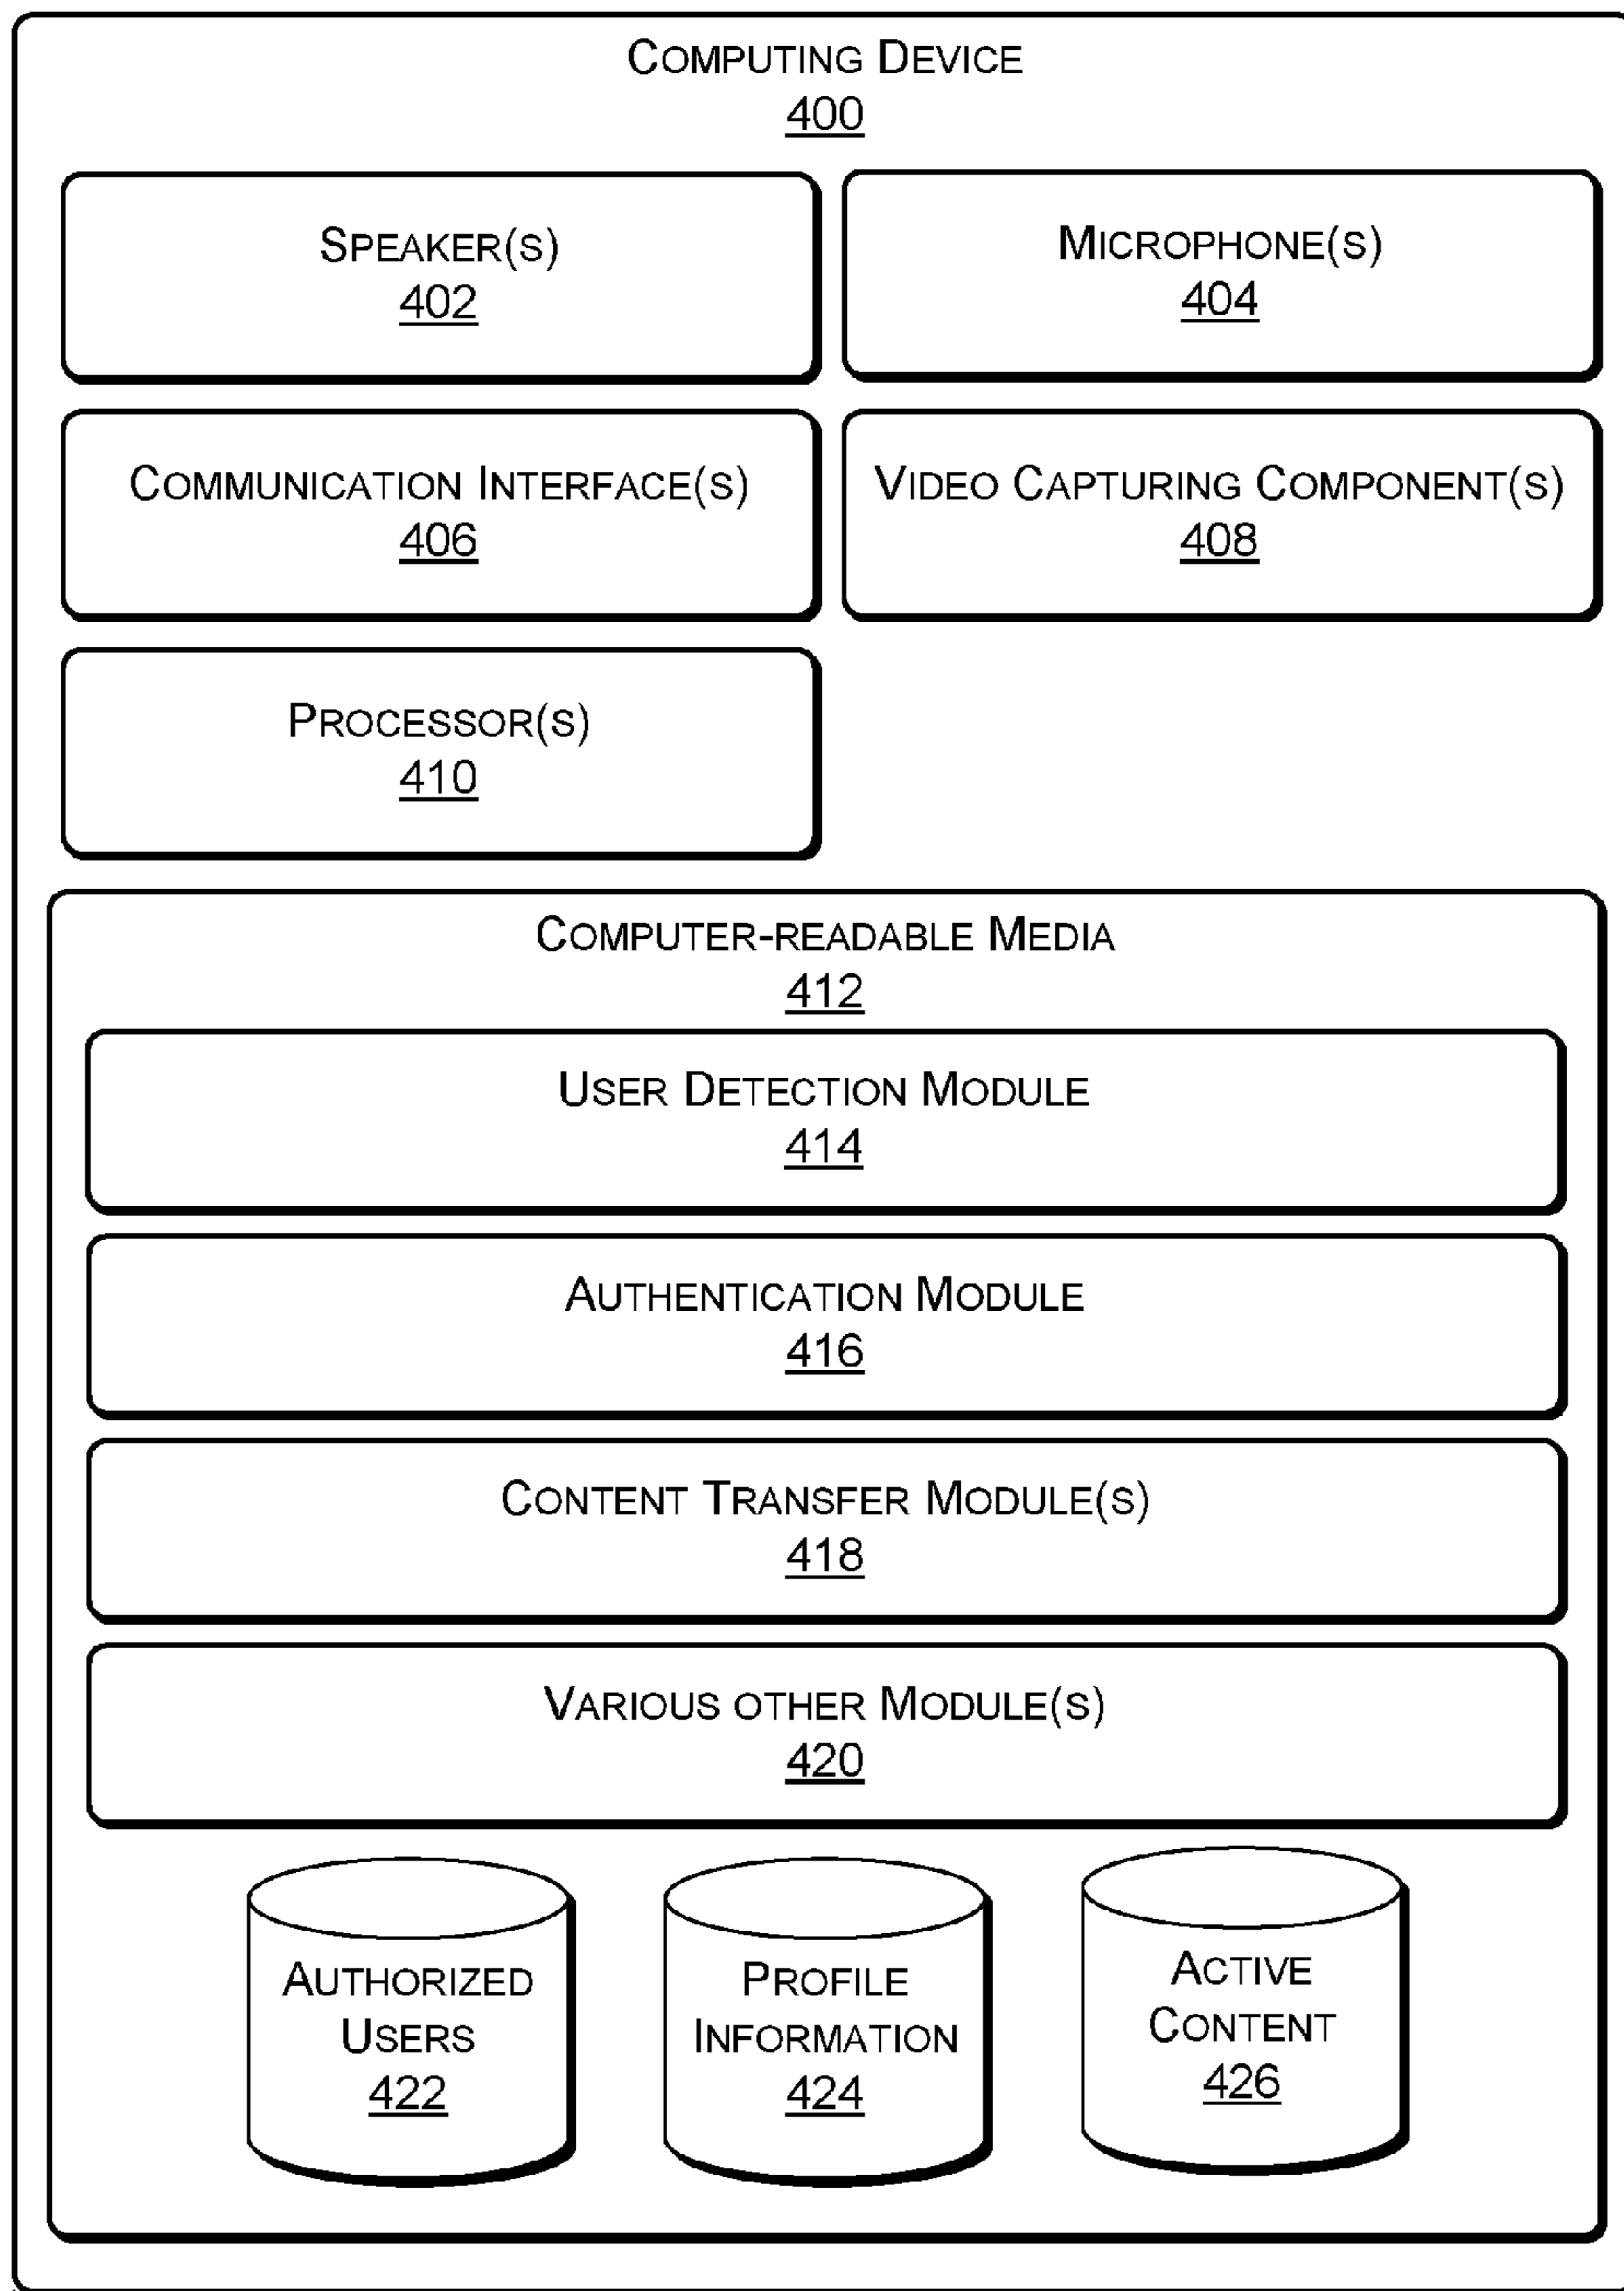 COMPUTING DEVICE
400
SPEAKER(S)
402
MICROPHONE(S)
404
COMMUNICATION INTERFACE(S)
406
VIDEO CAPTURING COMPONENT(S)
408
PROCESSOR(S)
410
COMPUTER-READABLE MEDIA
412
USER DETECTION MODULE
414
AUTHENTICATION MODULE
416
CONTENT TRANSFER MODULE(S)
418
VARIOUS OTHER MODULE(S)
420
AUTHORIZED
USERS
422
PROFILE
INFORMATION
424
ACTIVE
CONTENT
426